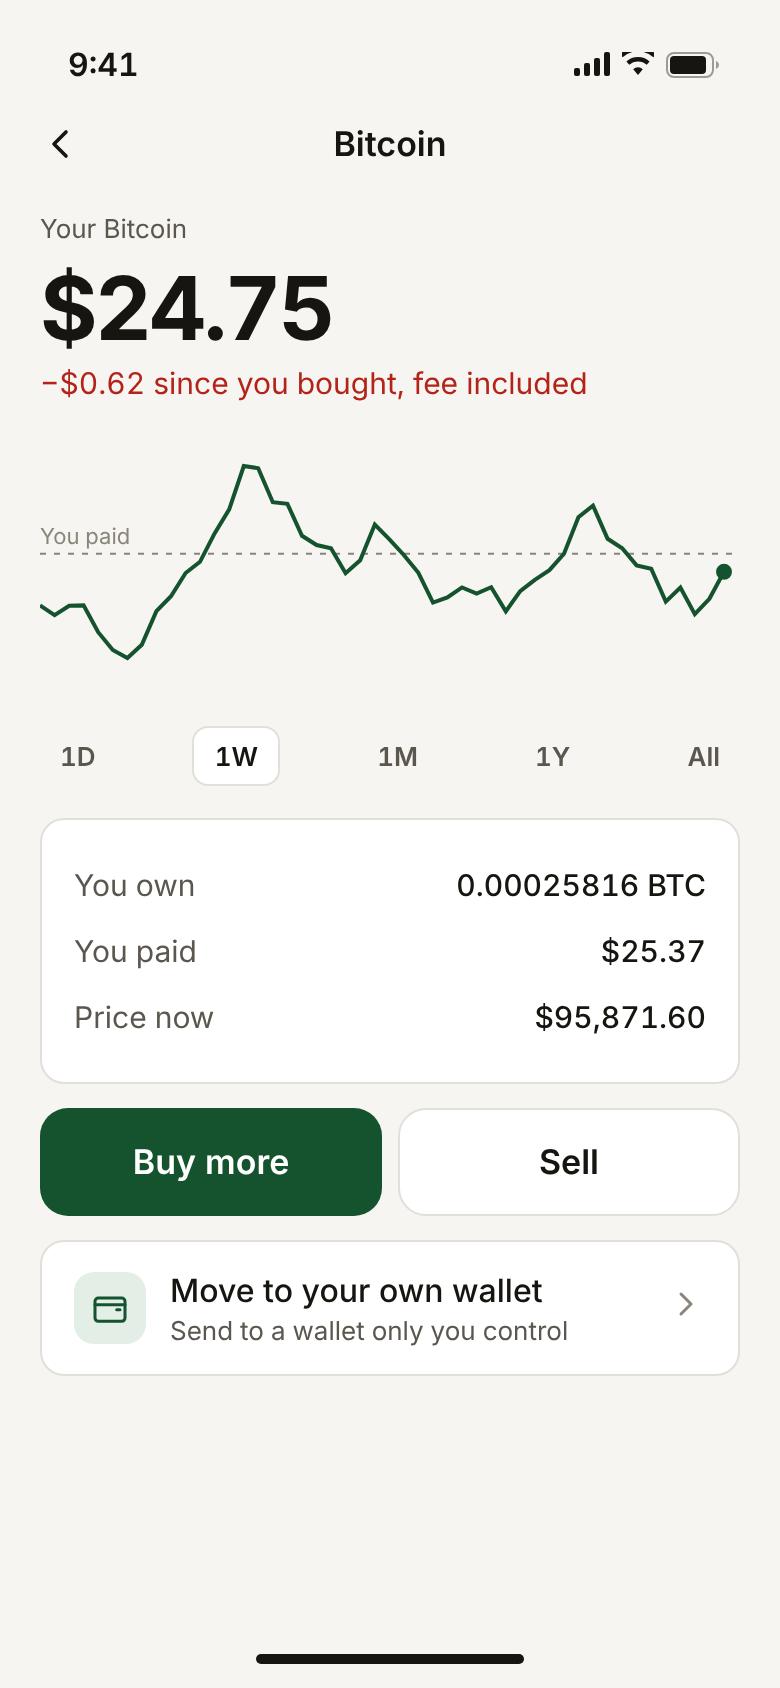 9:41
Bitcoin
Your Bitcoin
$24.75
−$0.62 since you bought, fee included
You paid
1D 1W 1M 1Y All
You own 0.00025816 BTC
You paid $25.37
Price now $95,871.60
Buy more Sell
Move to your own wallet
Send to a wallet only you control